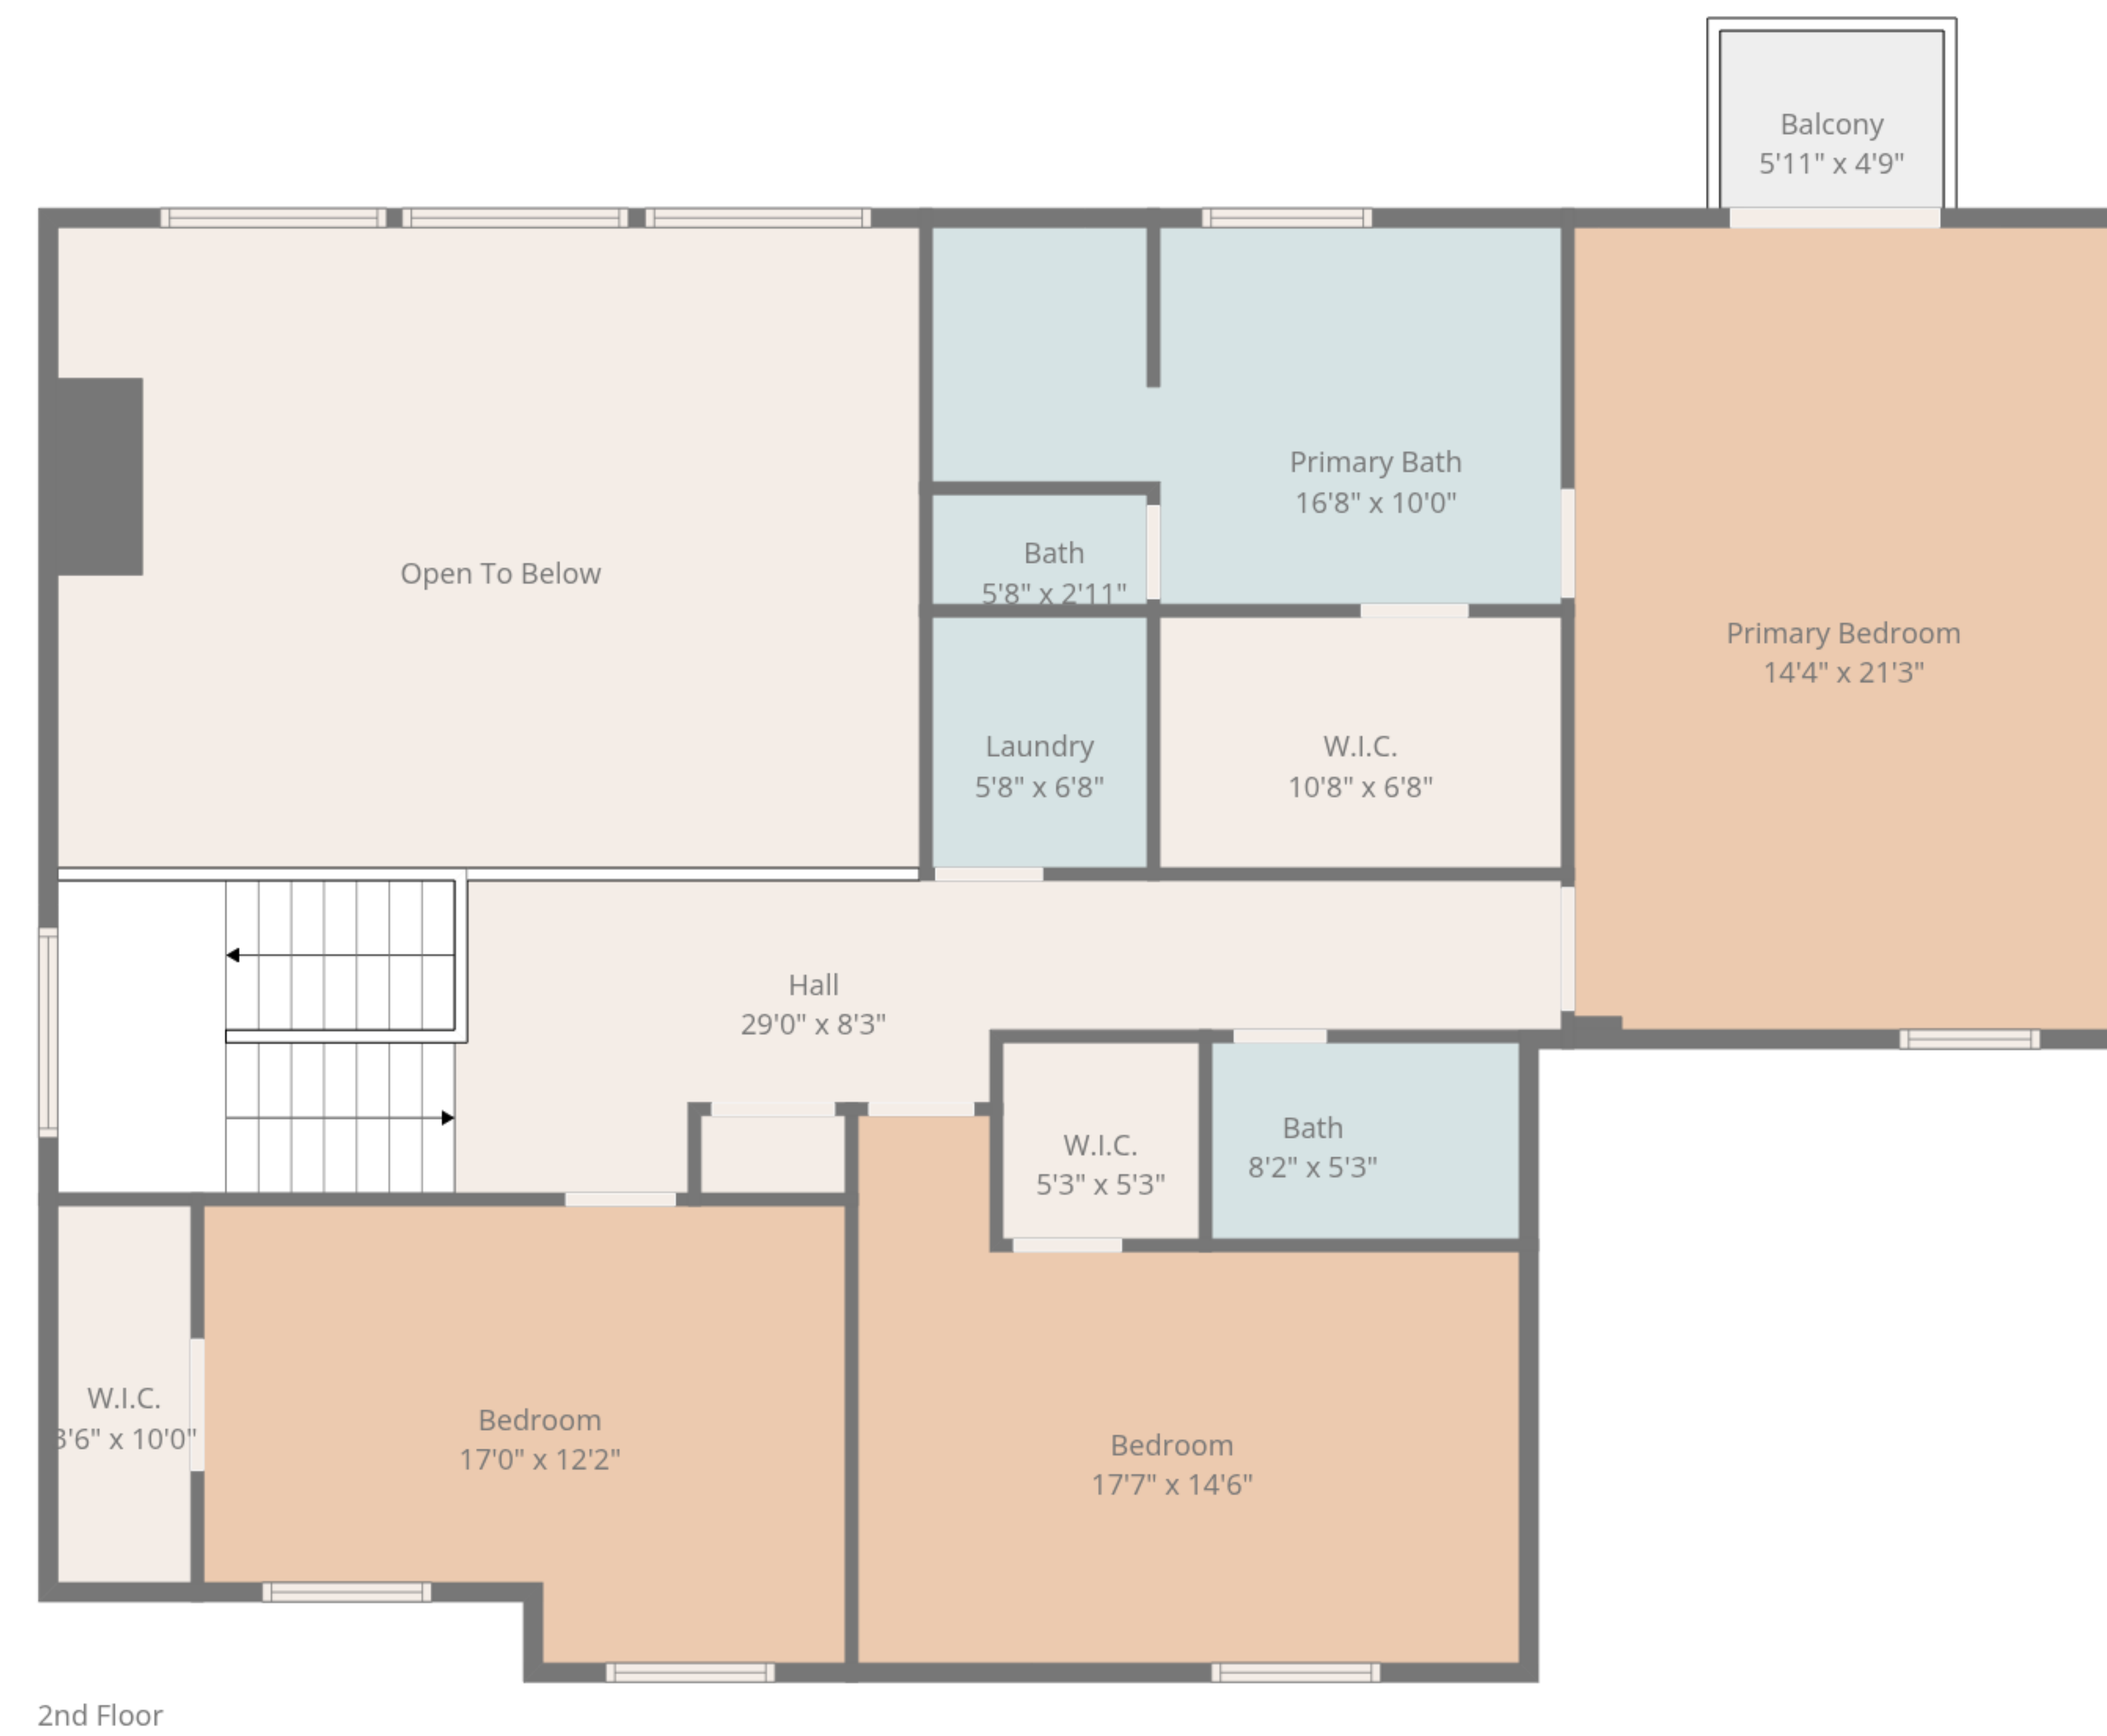 Balcony
5'11" x 4'9"
Primary Bath
16'8" x 10'0"
Bath
5'8" x 2'11"
Open To Below
Primary Bedroom
14'4" x 21'3"
Laundry
5'8" x 6'8"
W.I.C.
10'8" x 6'8"
Hall
29'0" x 8'3"
W.I.C.
5'3" x 5'3"
Bath
8'2" x 5'3"
W.I.C.
3'6" x 10'0"
Bedroom
17'0" x 12'2"
Bedroom
17'7" x 14'6"
2nd Floor